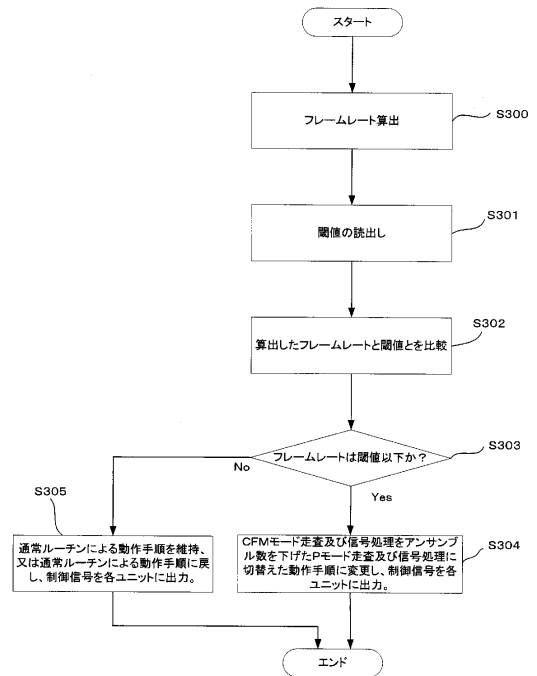 スタート
フレームレート算出
S300
閾値の読出し
S301
算出したフレームレートと閾値とを比較
S302
フレームレートは閾値以下か?
S303
No
Yes
S305
通常ルーチンによる動作手順を維持、
又は通常ルーチンによる動作手順に戻
し、制御信号を各ユニットに出力。
CFMモード走査及び信号処理をアンサンブ
ル数を下げたPモード走査及び信号処理に
切替えた動作手順に変更し、制御信号を各
ユニットに出力。
S304
エンド